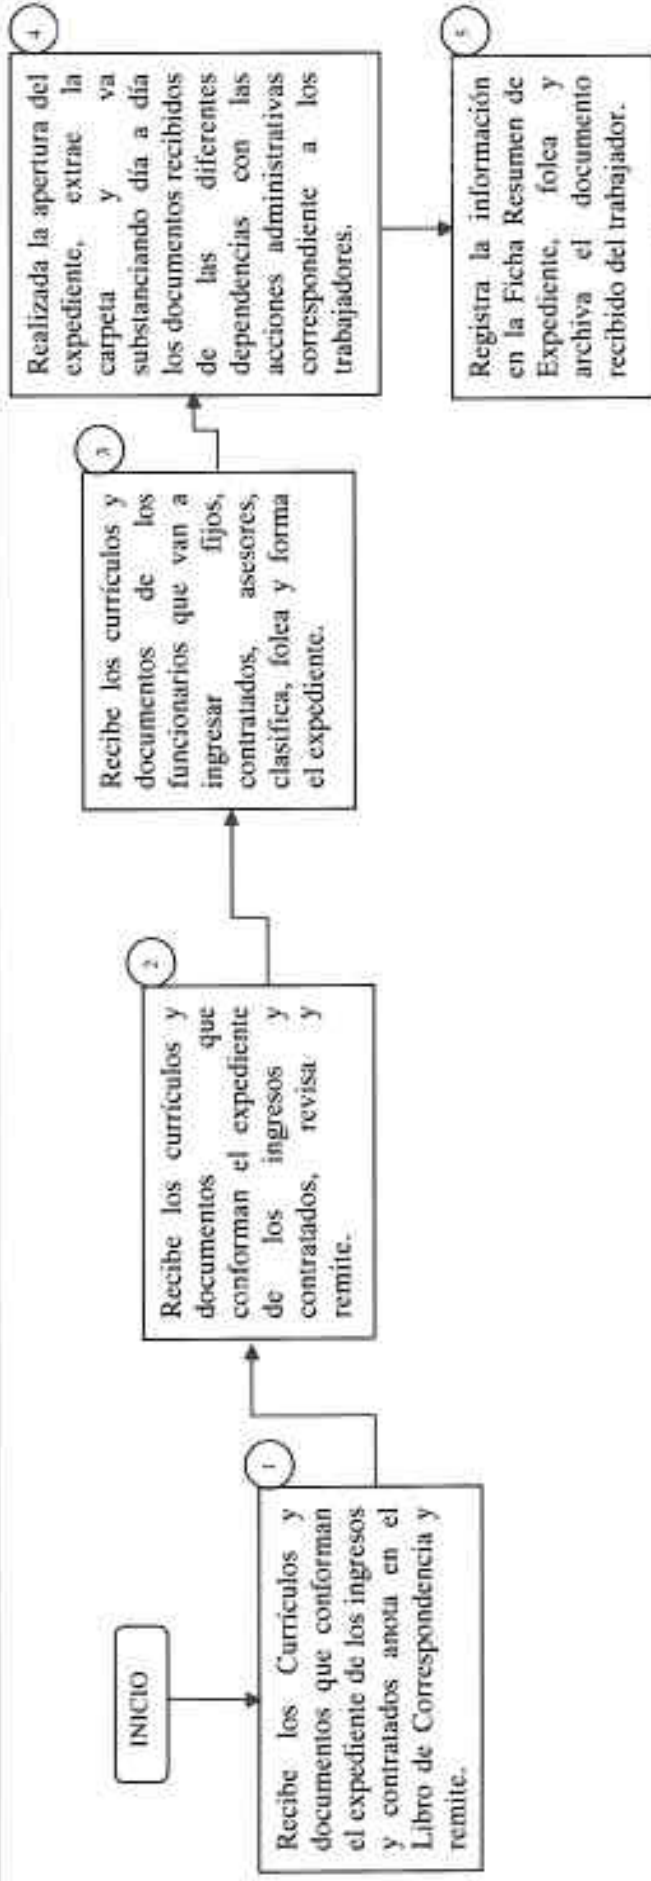 INICIO
1
Recibe los Currículos y
documentos que conforman
el expediente de los ingresos
y contratados anota en el
Libro de Correspondencia y
remite.
2
Recibe los currículos y
documentos que
conforman el expediente
de los ingresos y
contratados, revisa y
remite.
3
Recibe los currículos y
documentos de los
funcionarios que van a
ingresar fijos,
contratados, asesores,
clasifica, folea y forma
el expediente.
4
Realizada la apertura del
expediente, extrae la
carpeta y va
substanciando día a día
los documentos recibidos
de las diferentes
dependencias con las
acciones administrativas
correspondiente a los
trabajadores.
5
Registra la información
en la Ficha Resumen de
Expediente, folea y
archiva el documento
recibido del trabajador.